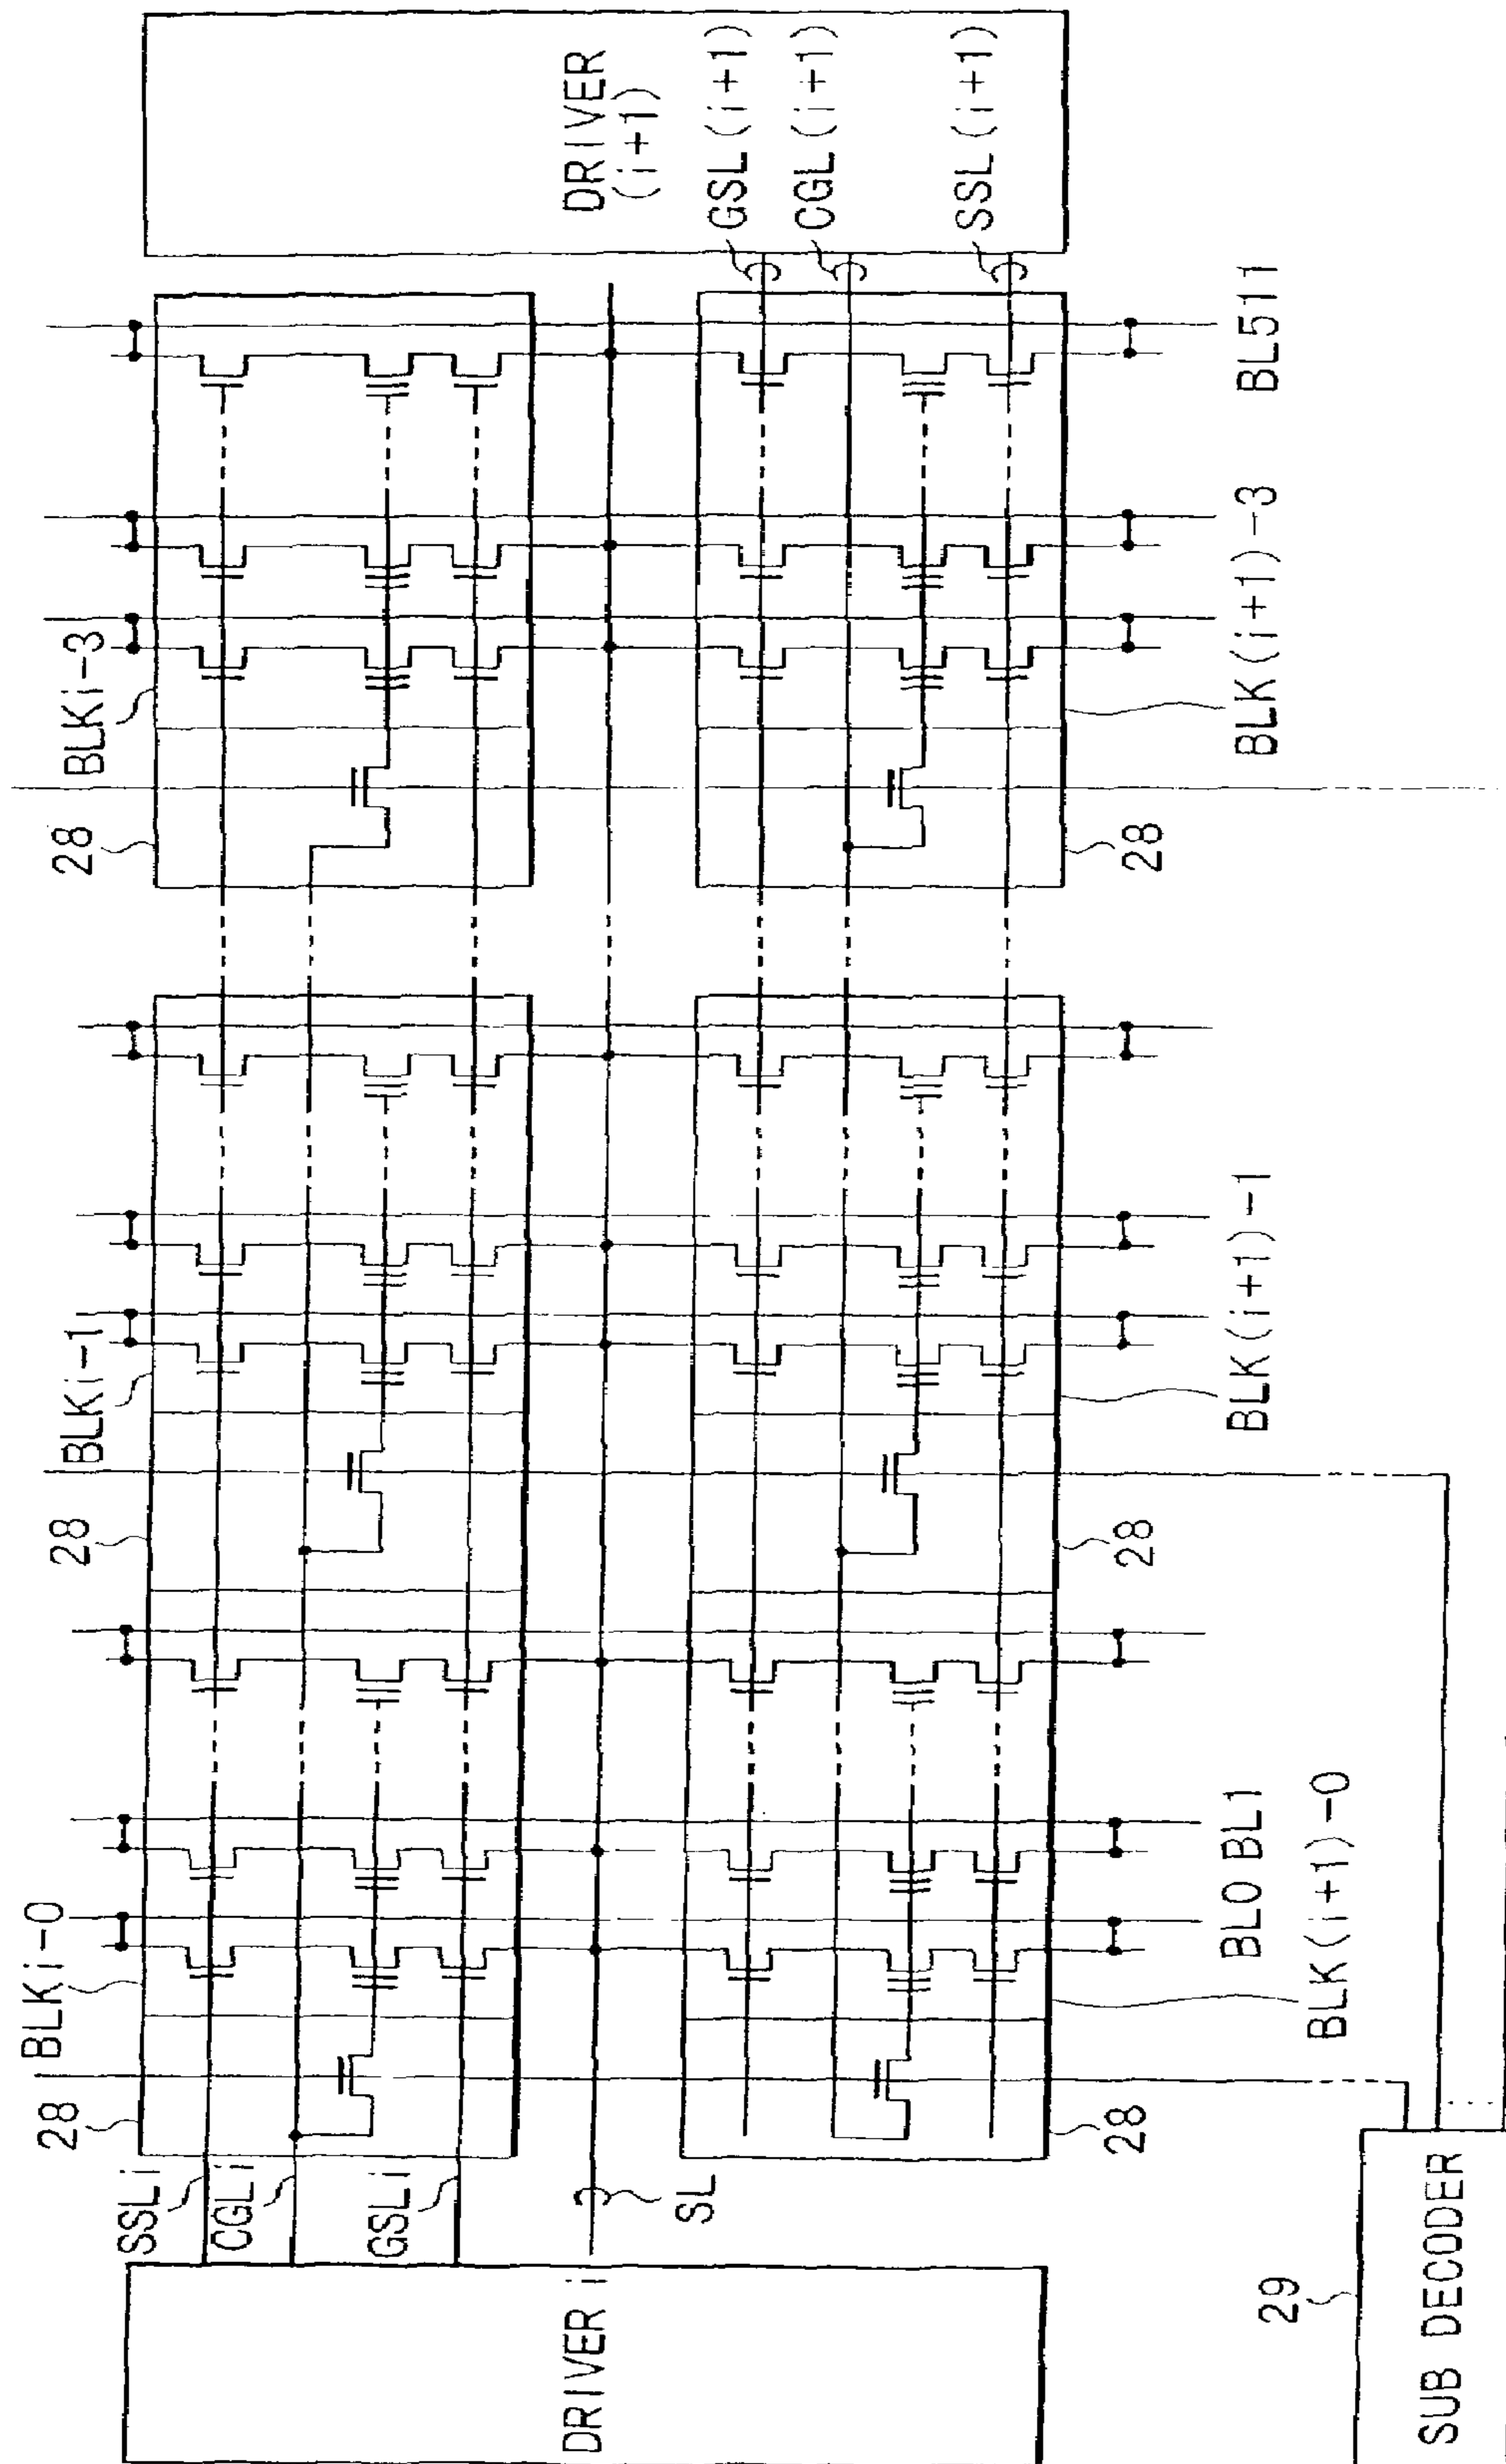 BLKi-0
BLKi-1
BLKi-3
28
28
28
SSLi
CGLi
GSLi
DRIVER i
SL
DRIVER
(i+1)
GSL(i+1)
CGL(i+1)
SSL(i+1)
28
28
28
BL0 BL1
BL511
BLK(i+1)-0
BLK(i+1)-1
BLK(i+1)-3
29
SUB DECODER